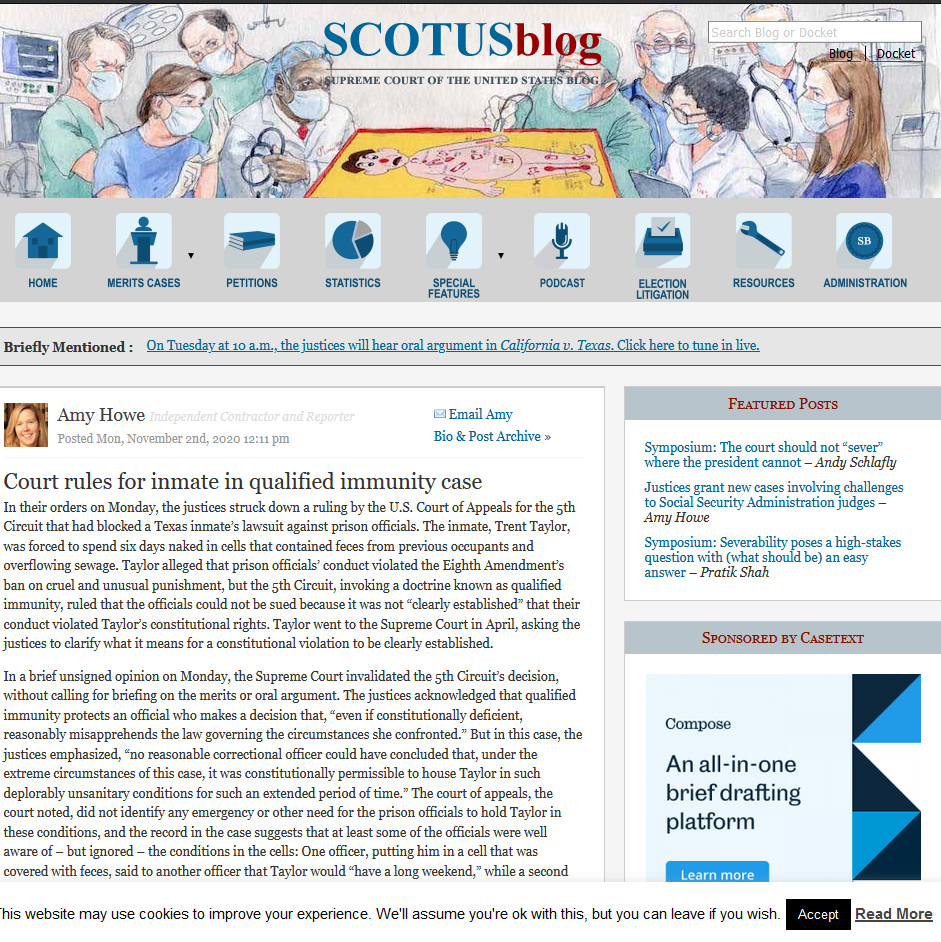 SCOTUSblog
SUPREME COURT OF THE UNITED STATES BLOG
Search Blog or Docket
Blog | Docket
HOME
MERITS CASES ▼
PETITIONS
STATISTICS
SPECIAL
FEATURES ▼
PODCAST
ELECTION
LITIGATION
RESOURCES
SB
ADMINISTRATION
Briefly Mentioned : On Tuesday at 10 a.m., the justices will hear oral argument in California v. Texas. Click here to tune in live.
Amy Howe Independent Contractor and Reporter
Posted Mon, November 2nd, 2020 12:11 pm
Email Amy
Bio & Post Archive »
Court rules for inmate in qualified immunity case
In their orders on Monday, the justices struck down a ruling by the U.S. Court of Appeals for the 5th
Circuit that had blocked a Texas inmate’s lawsuit against prison officials. The inmate, Trent Taylor,
was forced to spend six days naked in cells that contained feces from previous occupants and
overflowing sewage. Taylor alleged that prison officials’ conduct violated the Eighth Amendment’s
ban on cruel and unusual punishment, but the 5th Circuit, invoking a doctrine known as qualified
immunity, ruled that the officials could not be sued because it was not “clearly established” that their
conduct violated Taylor’s constitutional rights. Taylor went to the Supreme Court in April, asking the
justices to clarify what it means for a constitutional violation to be clearly established.
In a brief unsigned opinion on Monday, the Supreme Court invalidated the 5th Circuit’s decision,
without calling for briefing on the merits or oral argument. The justices acknowledged that qualified
immunity protects an official who makes a decision that, “even if constitutionally deficient,
reasonably misapprehends the law governing the circumstances she confronted.” But in this case, the
justices emphasized, “no reasonable correctional officer could have concluded that, under the
extreme circumstances of this case, it was constitutionally permissible to house Taylor in such
deplorably unsanitary conditions for such an extended period of time.” The court of appeals, the
court noted, did not identify any emergency or other need for the prison officials to hold Taylor in
these conditions, and the record in the case suggests that at least some of the officials were well
aware of – but ignored – the conditions in the cells: One officer, putting him in a cell that was
covered with feces, said to another officer that Taylor would “have a long weekend,” while a second
Featured Posts
Symposium: The court should not “sever”
where the president cannot – Andy Schlafly
Justices grant new cases involving challenges
to Social Security Administration judges –
Amy Howe
Symposium: Severability poses a high-stakes
question with (what should be) an easy
answer – Pratik Shah
Sponsored by Casetext
Compose
An all-in-one
brief drafting
platform
Learn more
his website may use cookies to improve your experience. We'll assume you're ok with this, but you can leave if you wish. Accept Read More